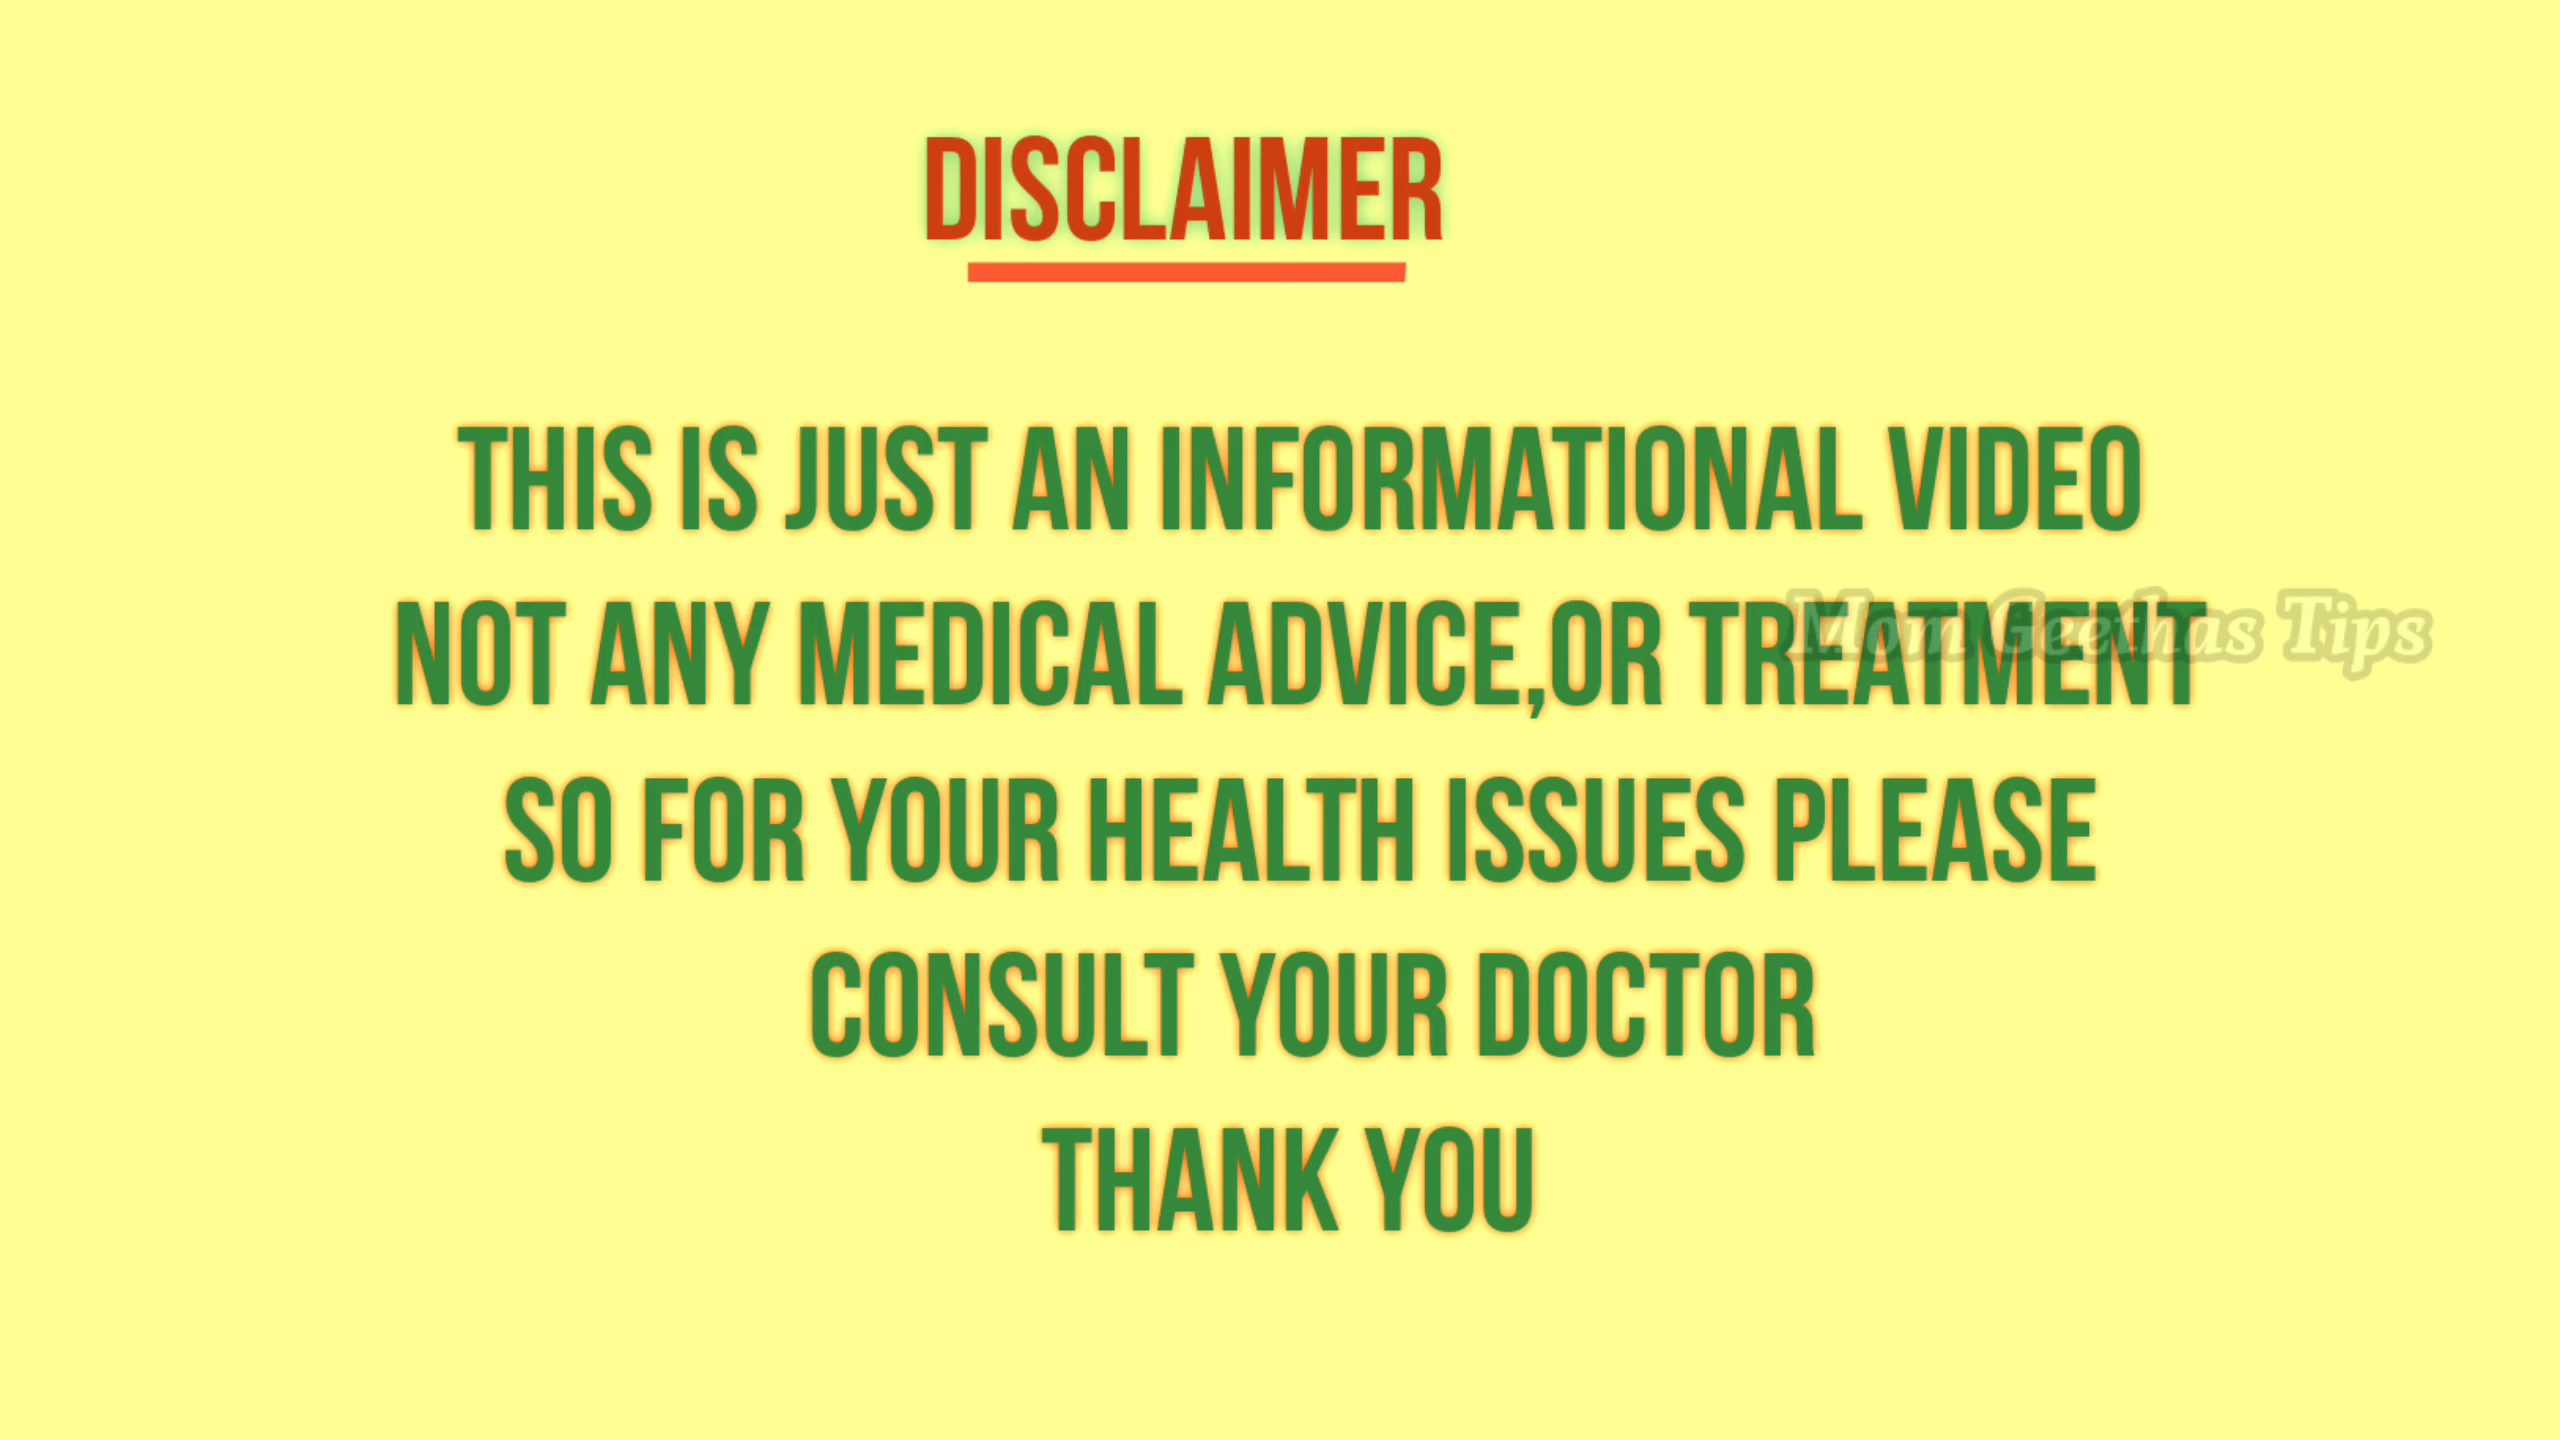 DISCLAIMER
THIS IS JUST AN INFORMATIONAL VIDEO
NOT ANY MEDICAL ADVICE,OR TREATMENT
Mom Geethas Tips
SO FOR YOUR HEALTH ISSUES PLEASE
CONSULT YOUR DOCTOR
THANK YOU